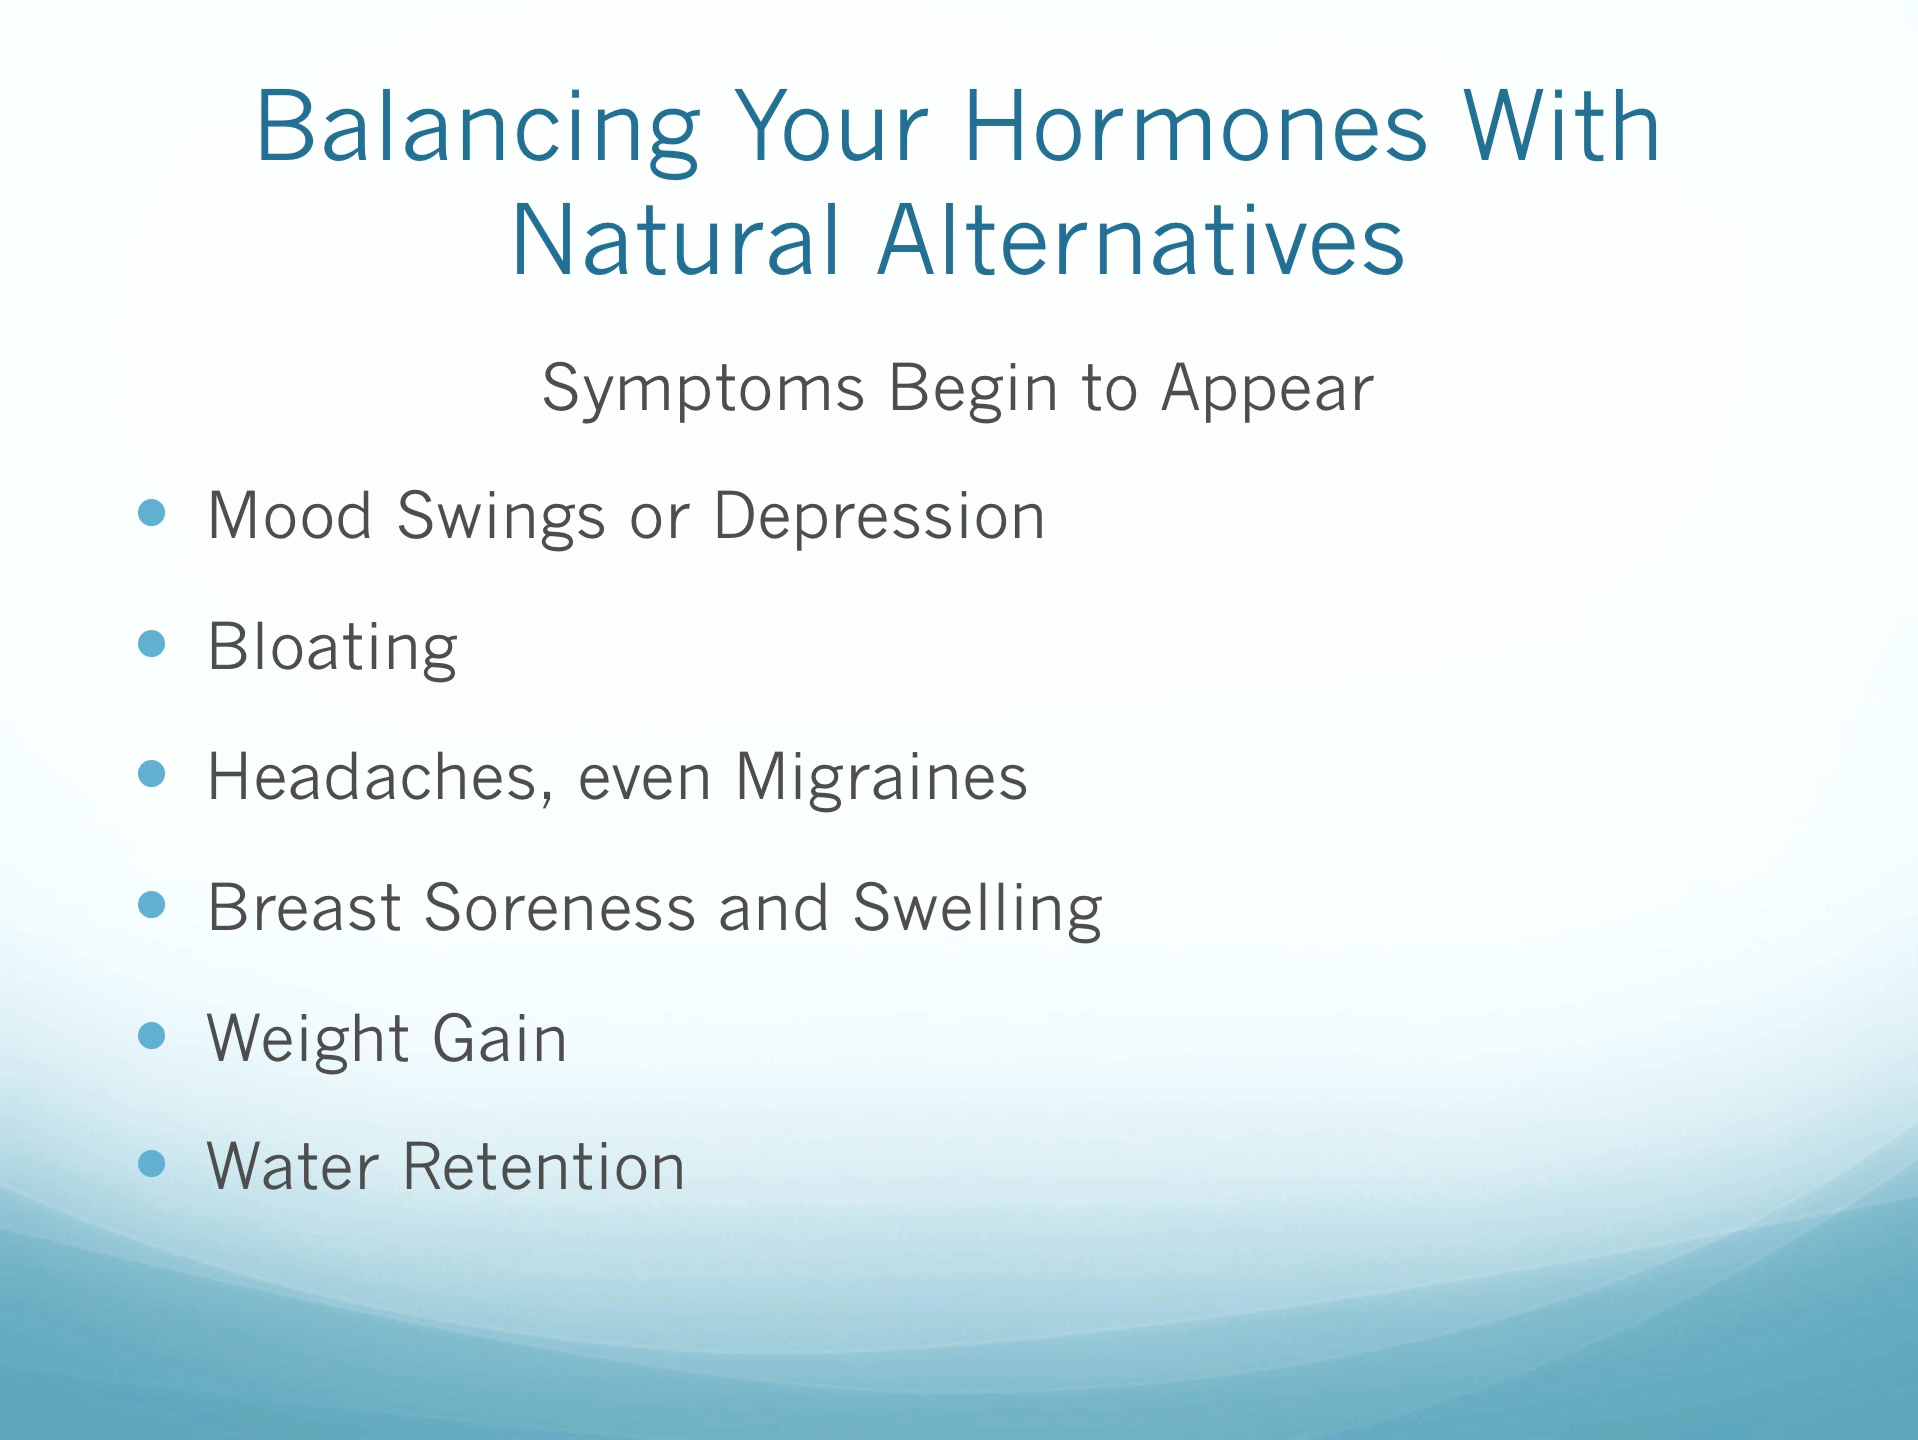 Balancing Your Hormones With
Natural Alternatives
Symptoms Begin to Appear
• Mood Swings or Depression
• Bloating
• Headaches, even Migraines
• Breast Soreness and Swelling
• Weight Gain
• Water Retention